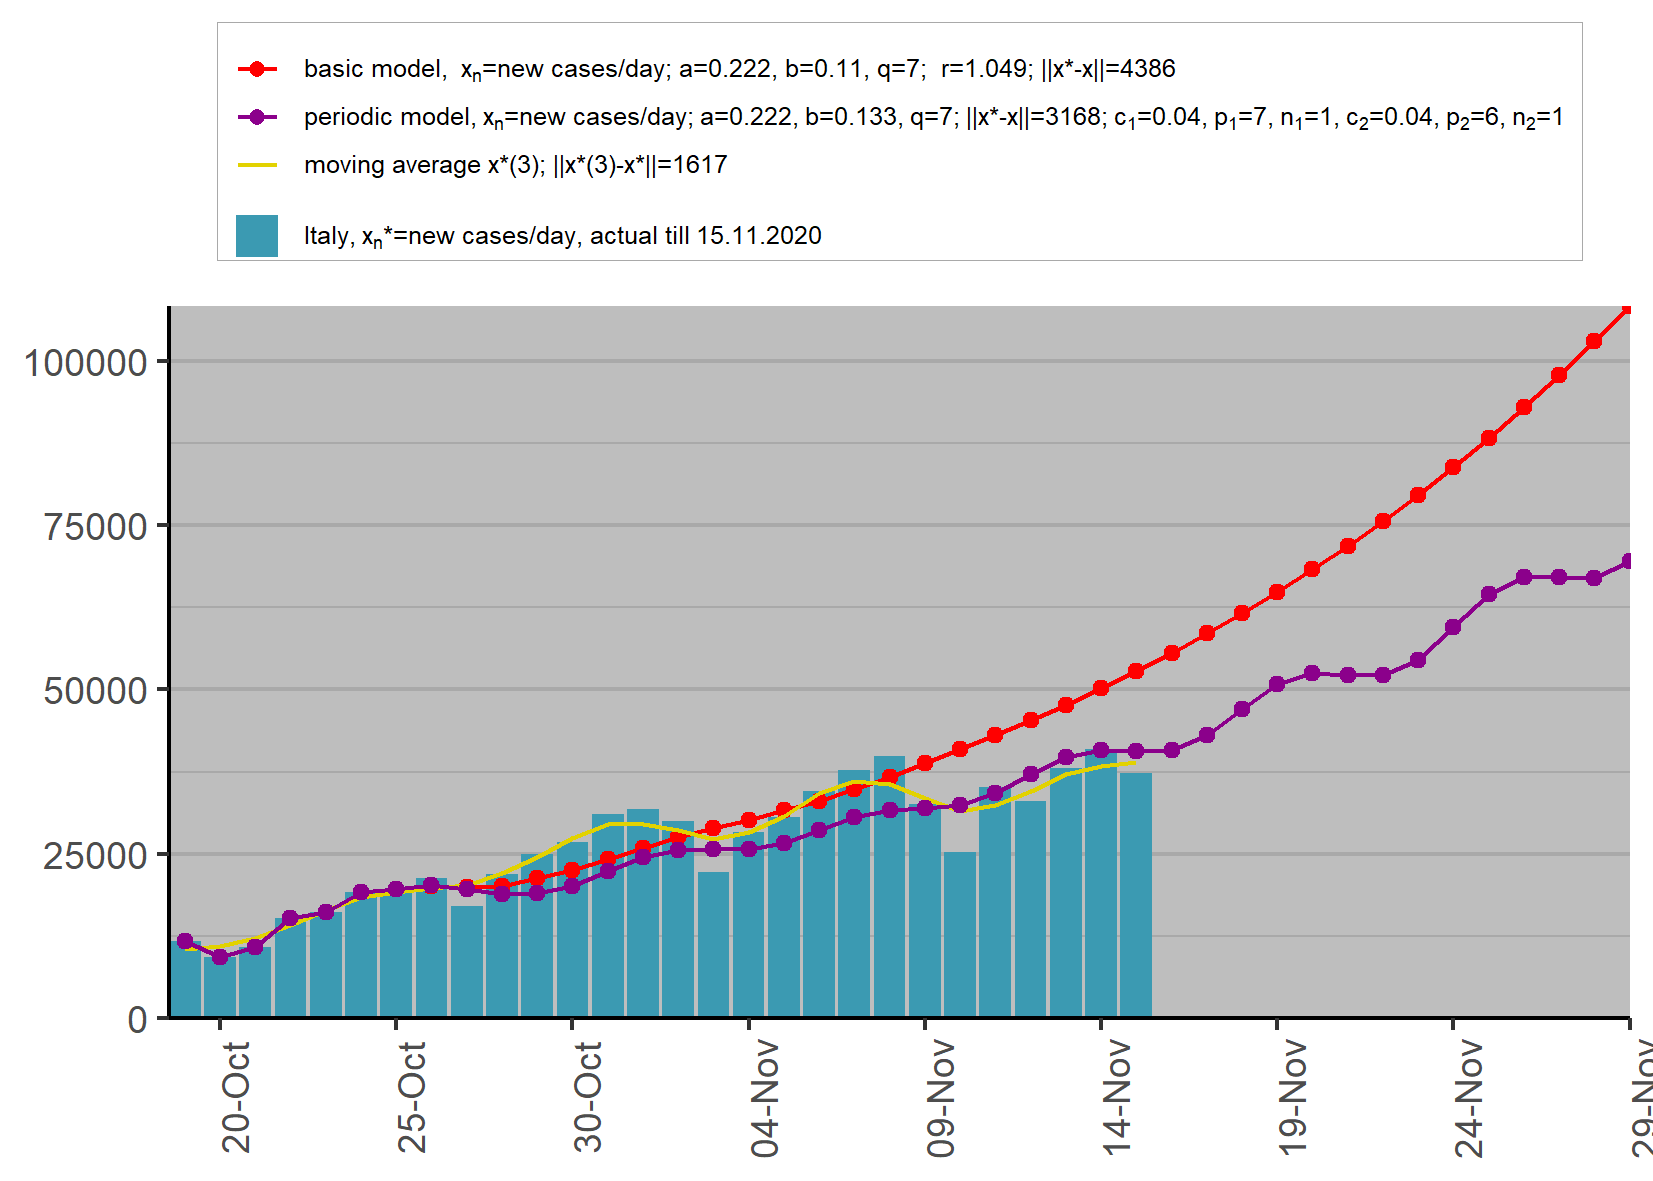 basic model, xₙ=new cases/day; a=0.222, b=0.11, q=7; r=1.049; ||x*-x||=4386
periodic model, xₙ=new cases/day; a=0.222, b=0.133, q=7; ||x*-x||=3168; c₁=0.04, p₁=7, n₁=1, c₂=0.04, p₂=6, n₂=1
moving average x*(3); ||x*(3)-x*||=1617
Italy, xₙ*=new cases/day, actual till 15.11.2020
100000
75000
50000
25000
0
20-Oct
25-Oct
30-Oct
04-Nov
09-Nov
14-Nov
19-Nov
24-Nov
29-Nov